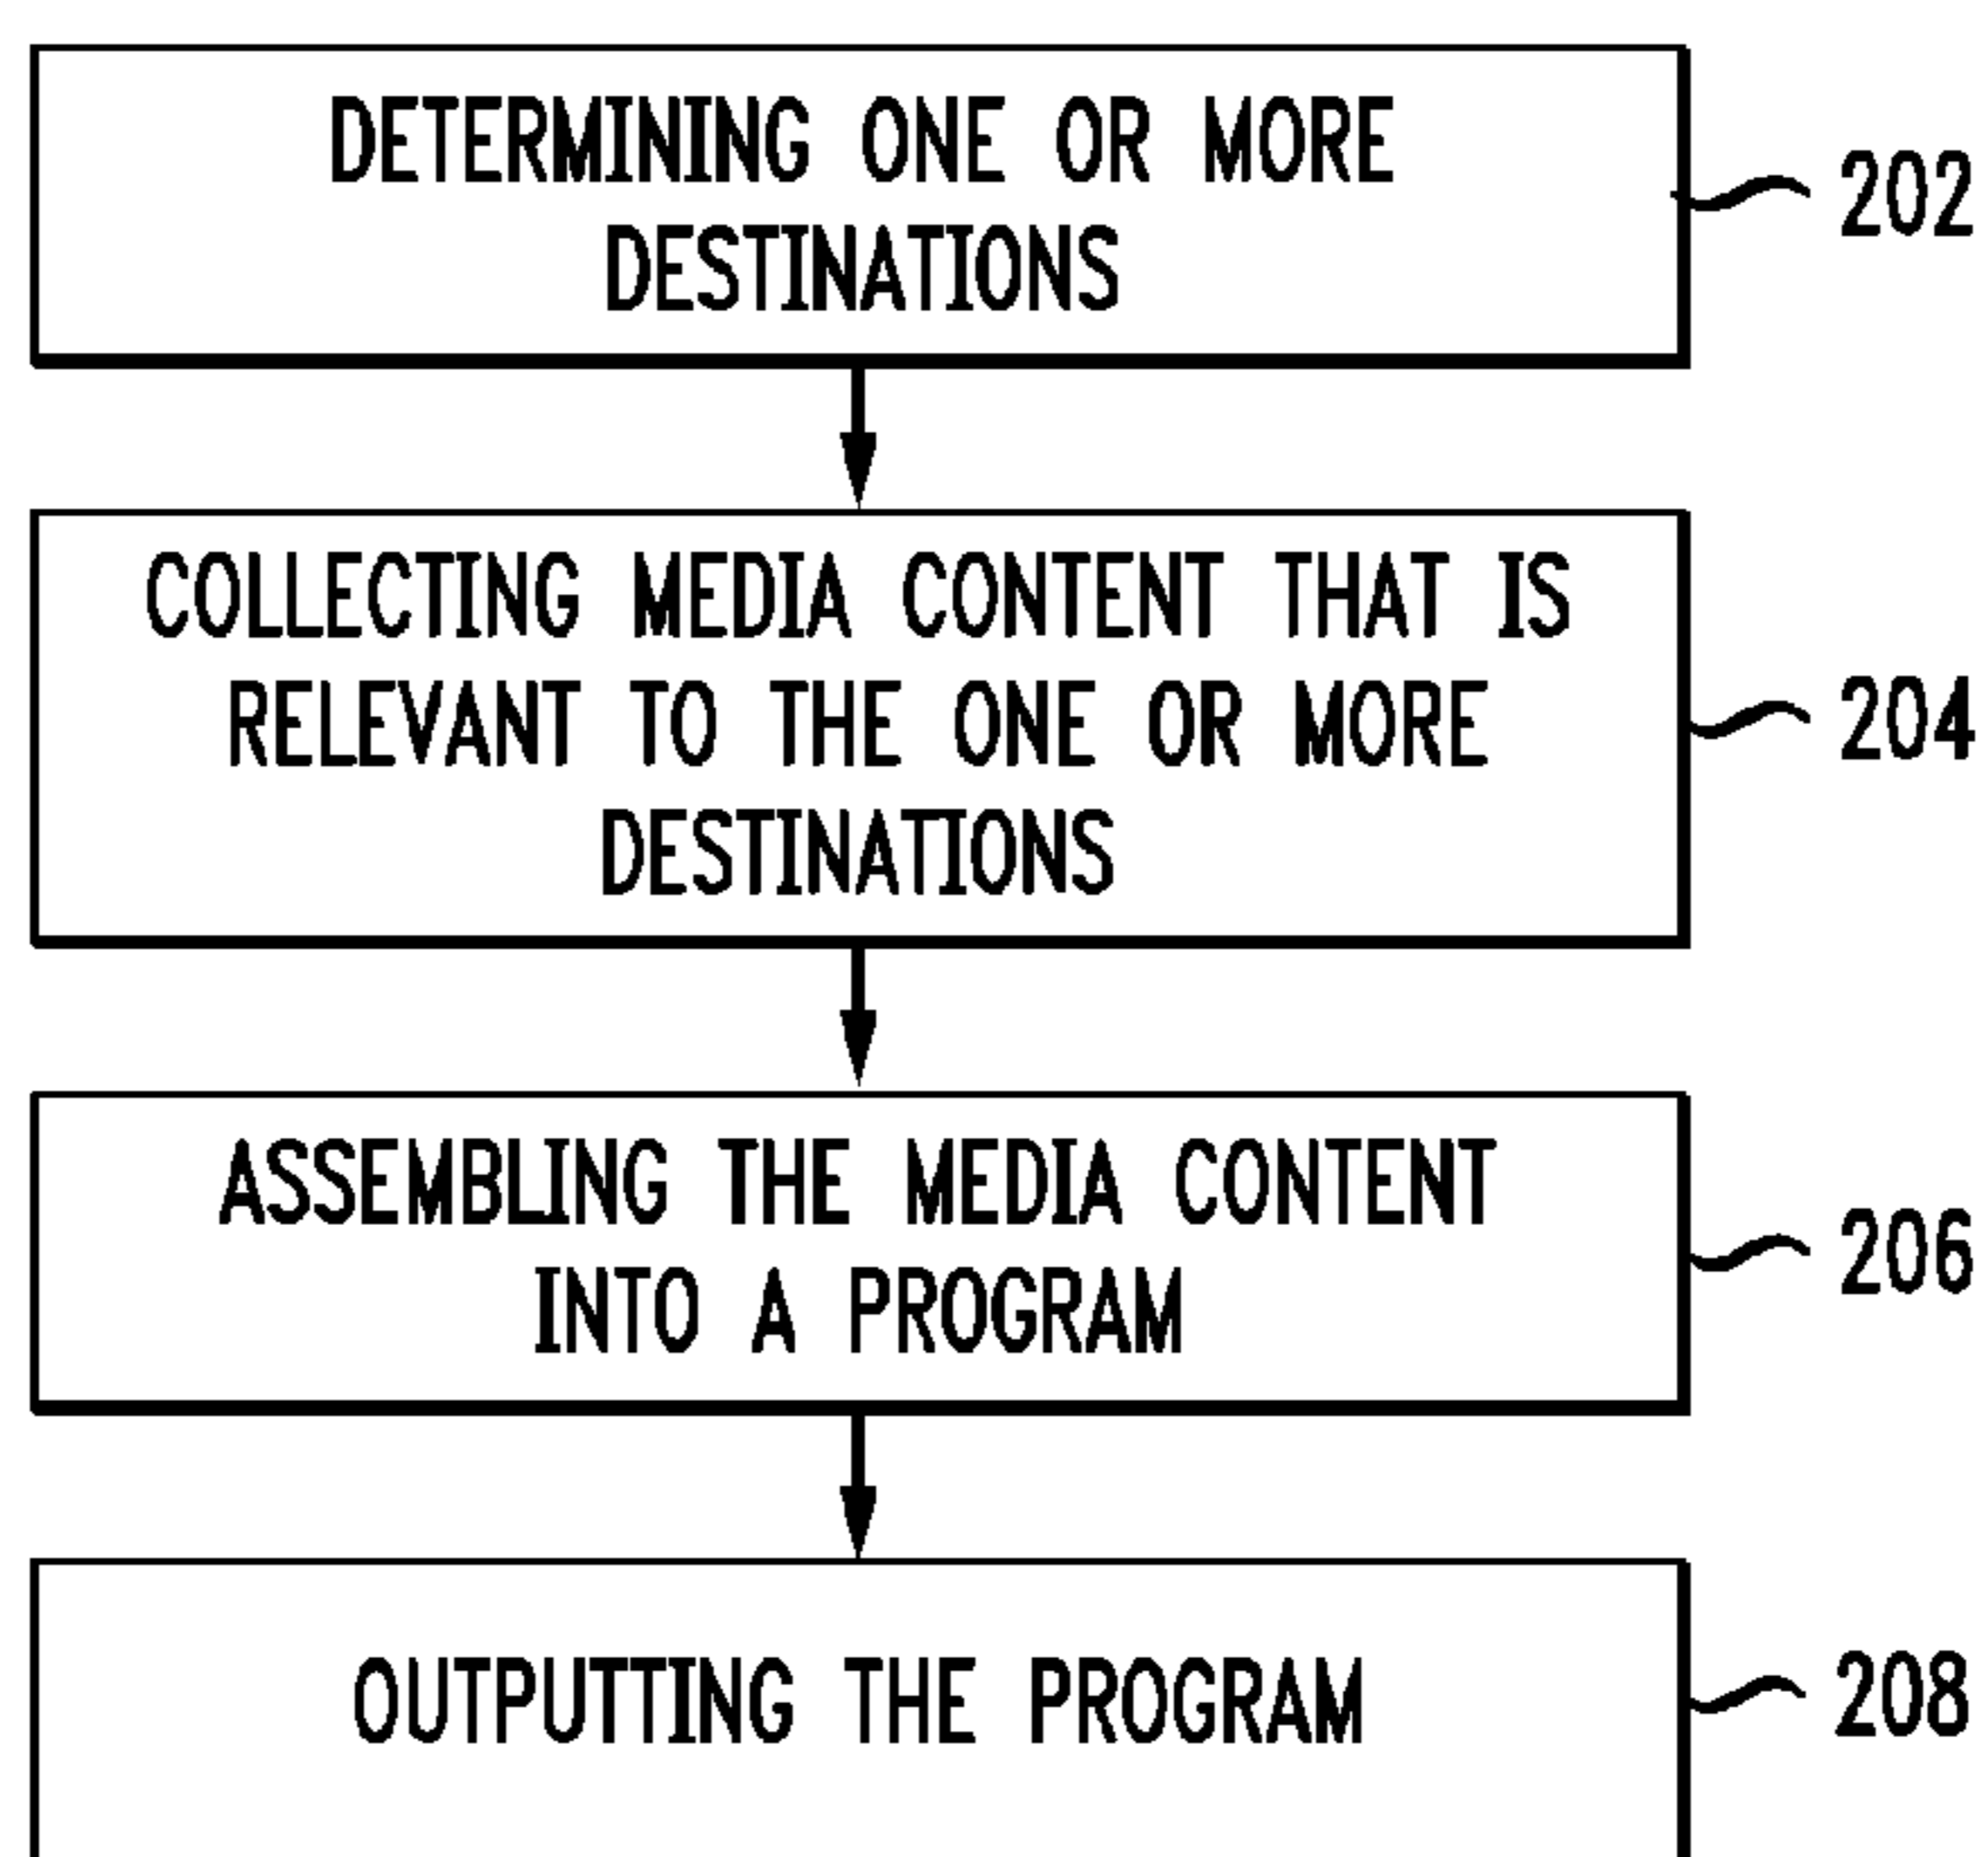 DETERMINING ONE OR MORE
DESTINATIONS
202
COLLECTING MEDIA CONTENT THAT IS
RELEVANT TO THE ONE OR MORE
DESTINATIONS
204
ASSEMBLING THE MEDIA CONTENT
INTO A PROGRAM
206
OUTPUTTING THE PROGRAM
208